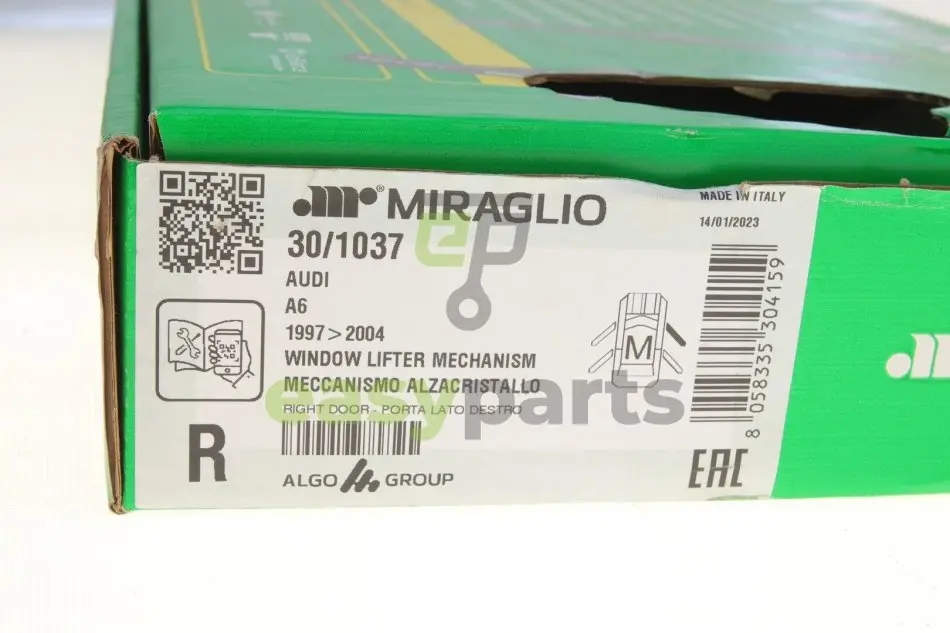 MIRAGLIO
MADE IN ITALY
14/01/2023
30/1037
AUDI
A6
1997 > 2004
WINDOW LIFTER MECHANISM
MECCANISMO ALZACRISTALLO
RIGHT DOOR - PORTA LATO DESTRO
R
ALGO GROUP
M
8 058335 304159
EAC
ep
easyparts